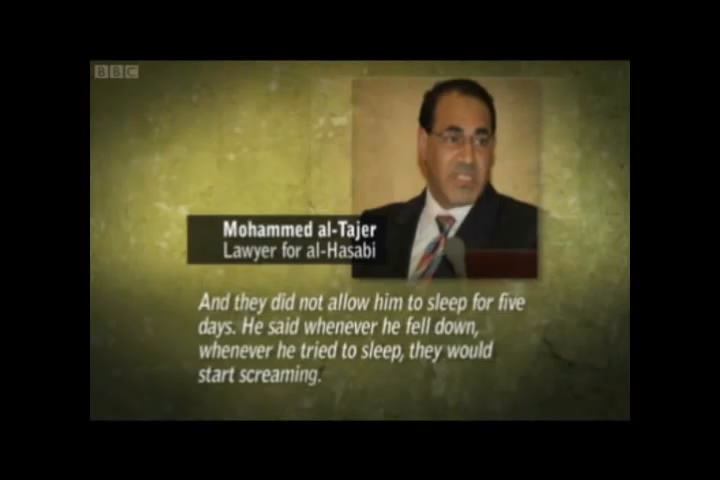 BBC
Mohammed al-Tajer
Lawyer for al-Hasabi
And they did not allow him to sleep for five
days. He said whenever he fell down,
whenever he tried to sleep, they would
start screaming.